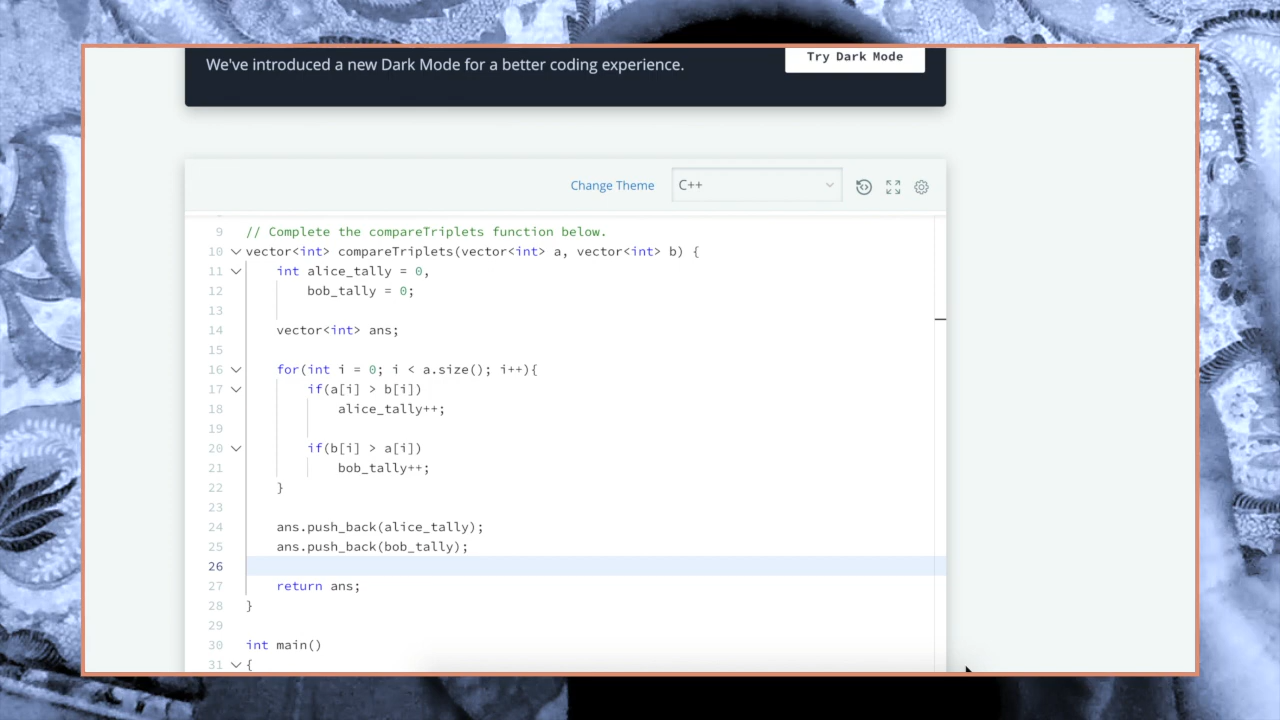 We've introduced a new Dark Mode for a better coding experience.
Try Dark Mode
Change Theme
C++
9 // Complete the compareTriplets function below.
10 vector<int> compareTriplets(vector<int> a, vector<int> b) {
11     int alice_tally = 0,
12         bob_tally = 0;
13
14     vector<int> ans;
15
16     for(int i = 0; i < a.size(); i++){
17         if(a[i] > b[i])
18             alice_tally++;
19
20         if(b[i] > a[i])
21             bob_tally++;
22     }
23
24     ans.push_back(alice_tally);
25     ans.push_back(bob_tally);
26
27     return ans;
28 }
29
30 int main()
31 {